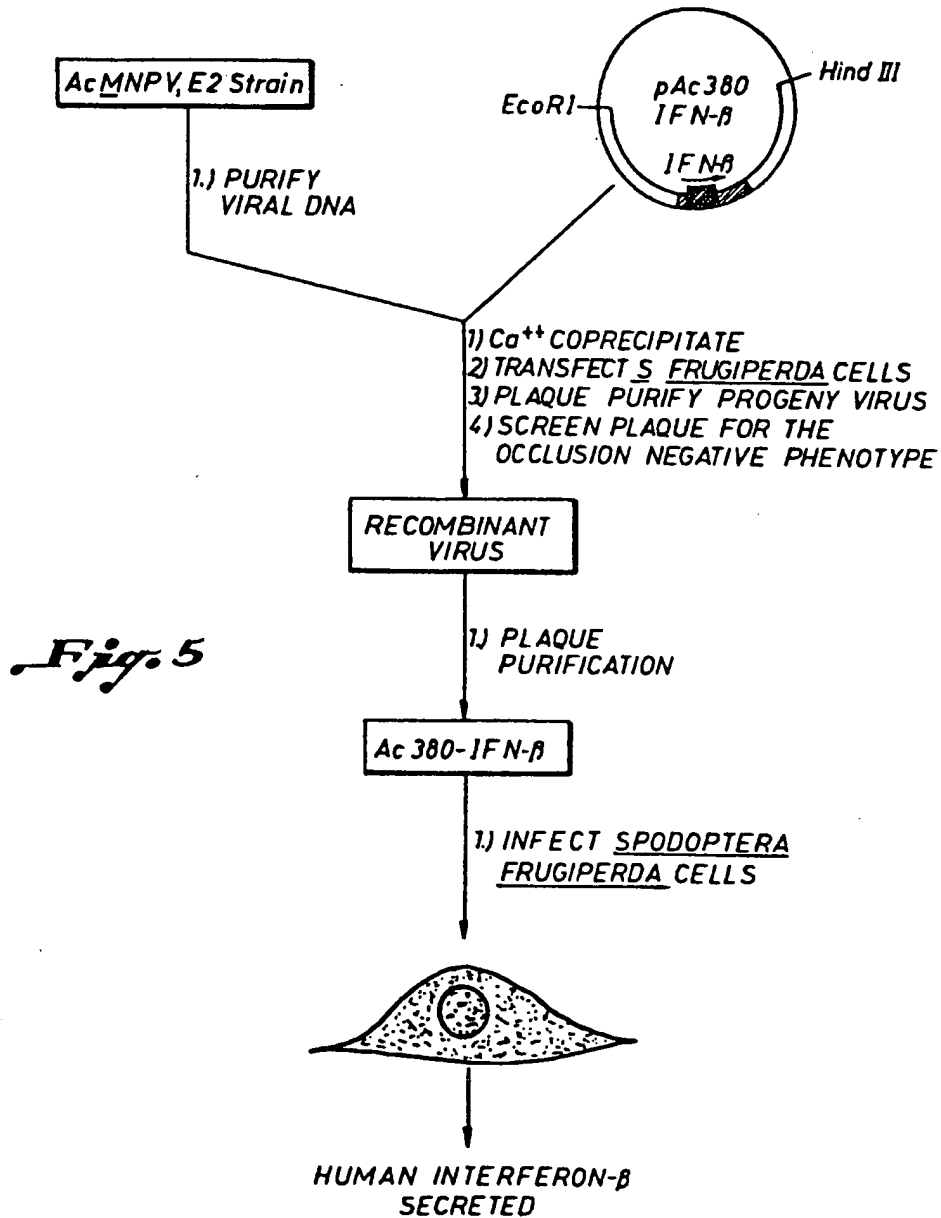 AcMNPV, E2 Strain
EcoRI
pAc380
IFN-β
Hind III
IFN-β
1.) PURIFY
VIRAL DNA
1) Ca++ COPRECIPITATE
2) TRANSFECT S FRUGIPERDA CELLS
3) PLAQUE PURIFY PROGENY VIRUS
4) SCREEN PLAQUE FOR THE
OCCLUSION NEGATIVE PHENOTYPE
RECOMBINANT
VIRUS
Fig. 5
1.) PLAQUE
PURIFICATION
Ac 380-IFN-β
1.) INFECT SPODOPTERA
FRUGIPERDA CELLS
HUMAN INTERFERON-β
SECRETED